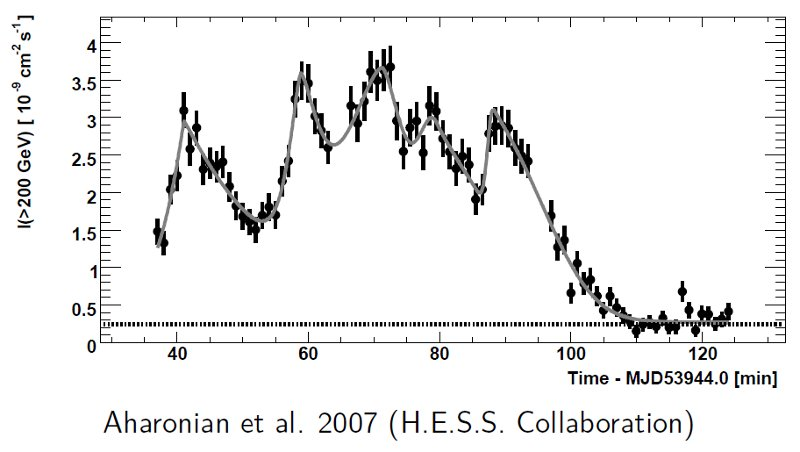 I(>200 GeV) [ 10⁻⁹ cm⁻² s⁻¹]
4
3.5
3
2.5
2
1.5
1
0.5
0
40 60 80 100 120
Time - MJD53944.0 [min]
Aharonian et al. 2007 (H.E.S.S. Collaboration)